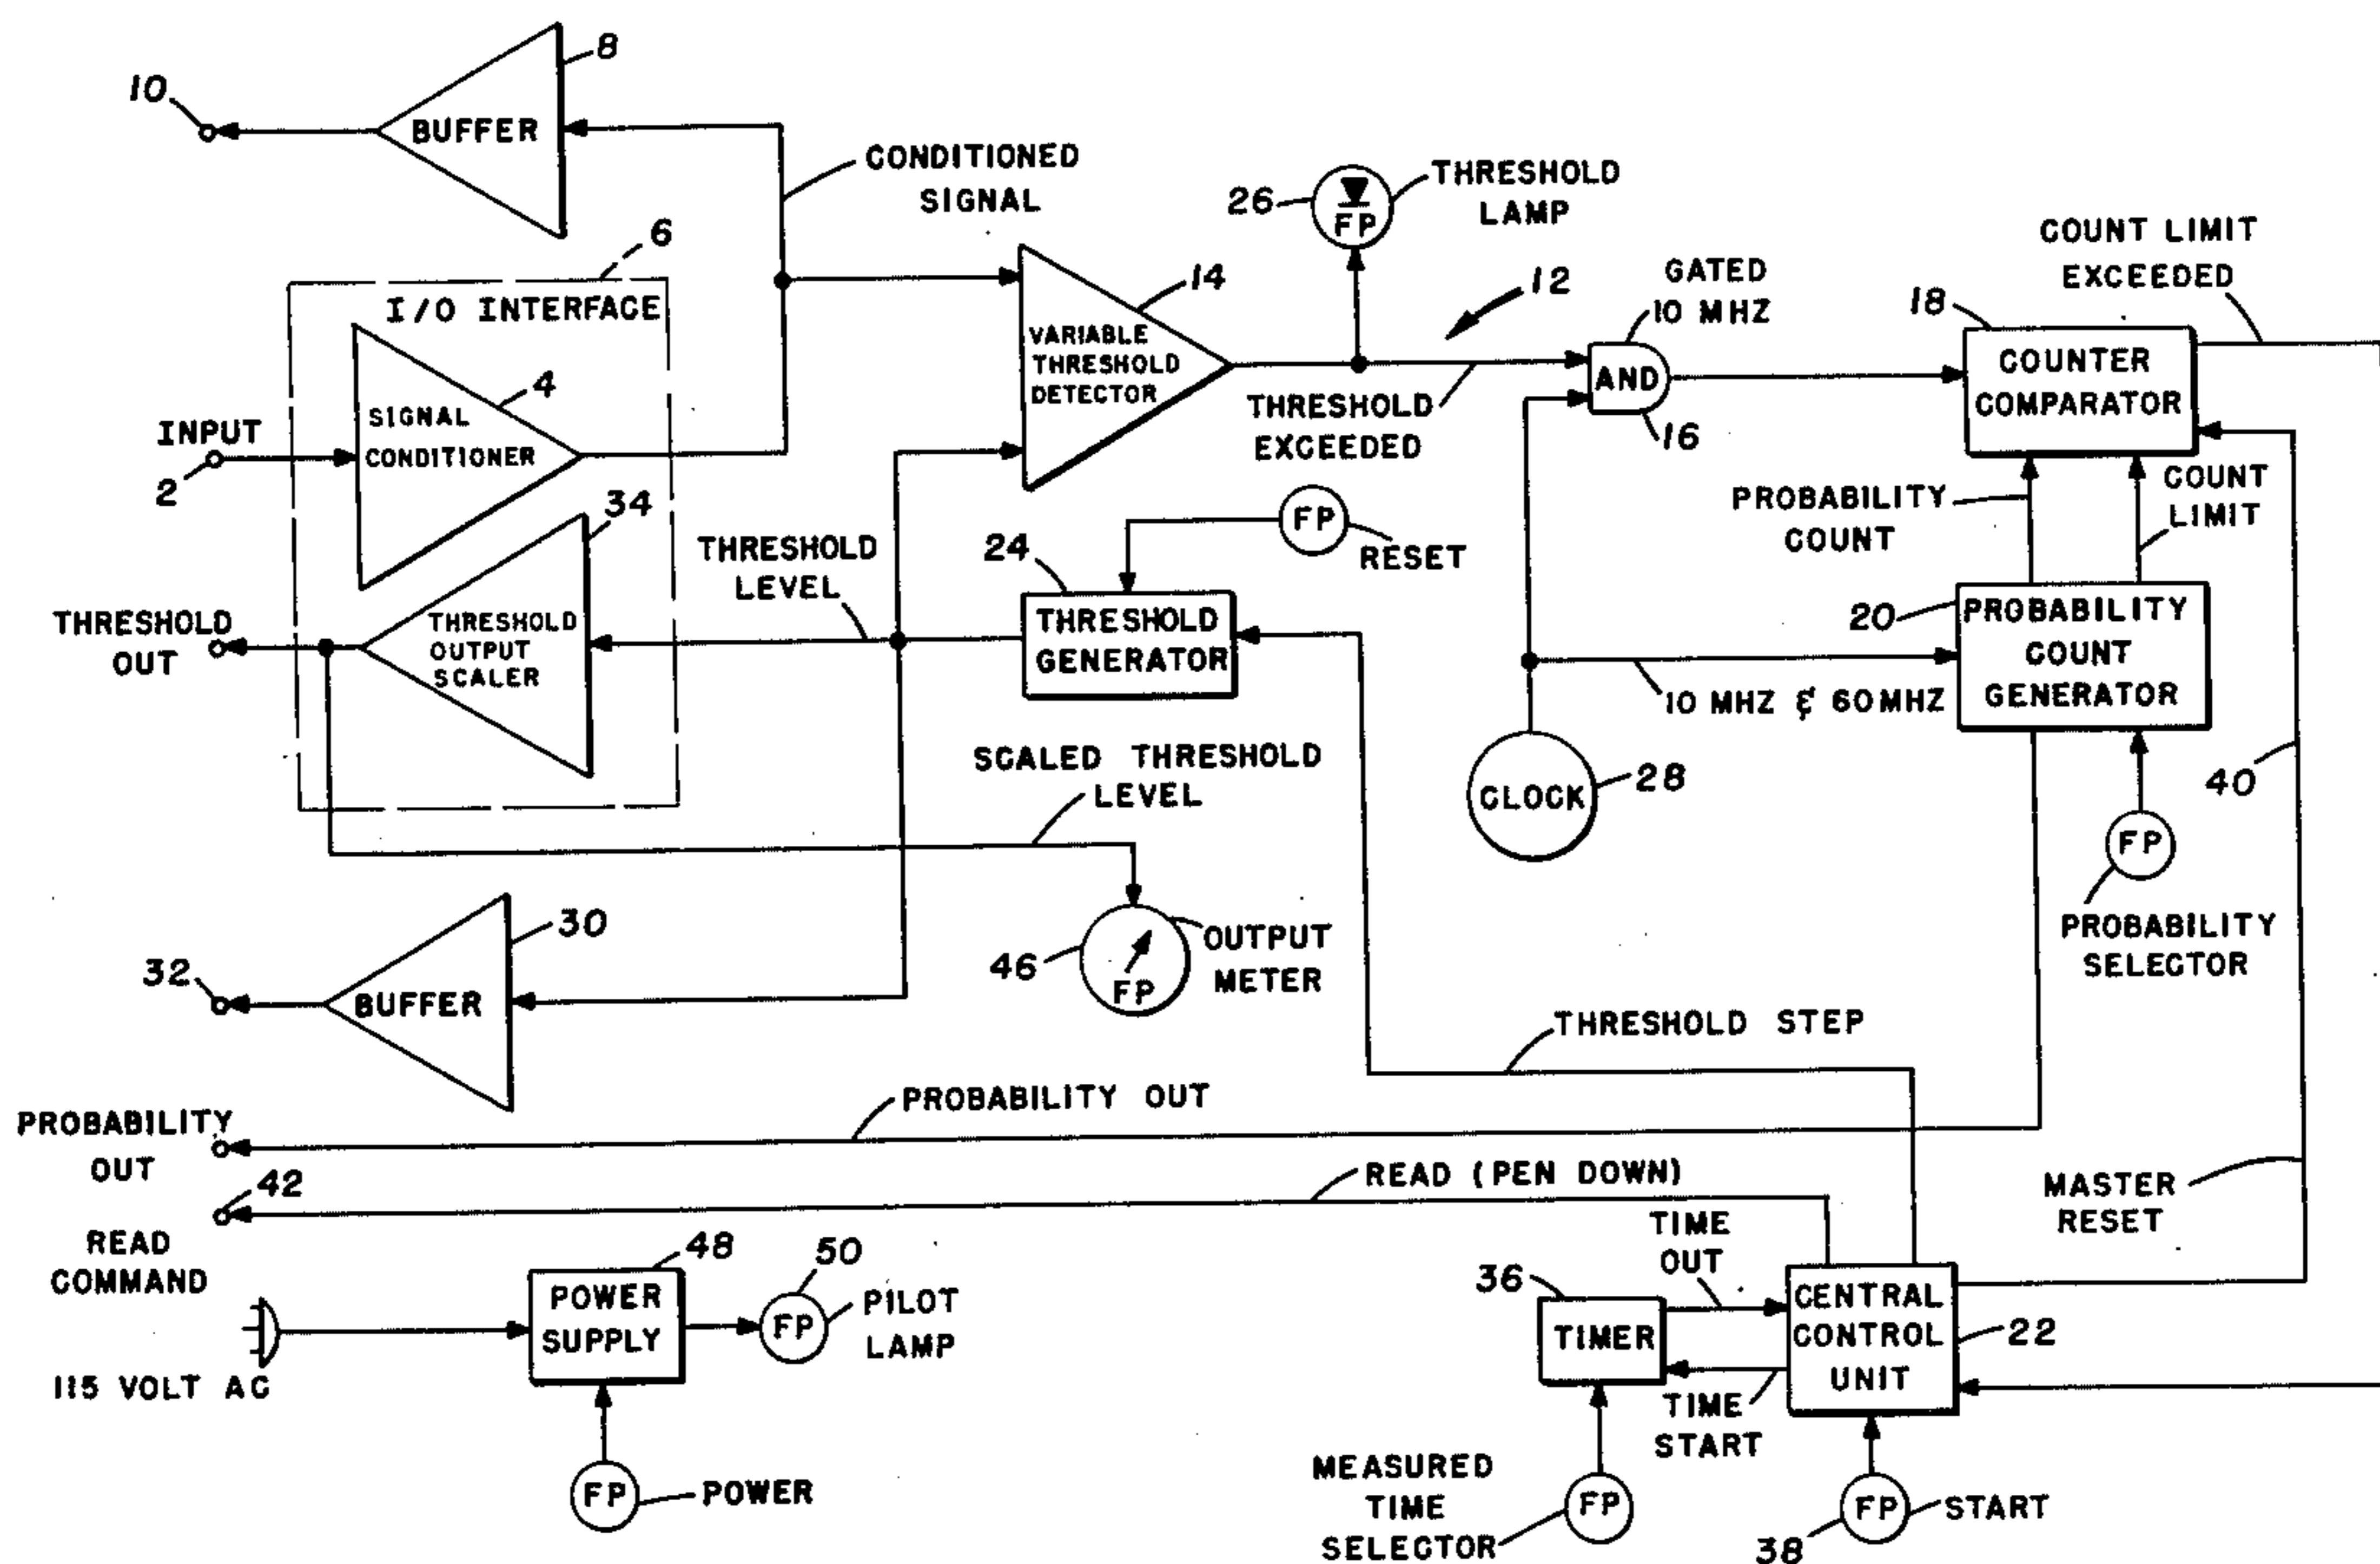 8
10
BUFFER
CONDITIONED
SIGNAL
6
I/O INTERFACE
4
SIGNAL
CONDITIONER
INPUT
2
34
THRESHOLD
OUT
THRESHOLD
OUTPUT
SCALER
THRESHOLD
LEVEL
14
VARIABLE
THRESHOLD
DETECTOR
26
FP
THRESHOLD
LAMP
12
THRESHOLD
EXCEEDED
GATED
10 MHZ
AND
16
COUNT LIMIT
EXCEEDED
18
COUNTER
COMPARATOR
PROBABILITY
COUNT
COUNT
LIMIT
FP
RESET
24
THRESHOLD
GENERATOR
20
PROBABILITY
COUNT
GENERATOR
10 MHZ & 60MHZ
CLOCK
28
40
FP
PROBABILITY
SELECTOR
SCALED THRESHOLD
LEVEL
46
FP
OUTPUT
METER
30
32
BUFFER
THRESHOLD STEP
PROBABILITY OUT
PROBABILITY
OUT
42
READ (PEN DOWN)
READ
COMMAND
MASTER
RESET
115 VOLT AC
48
POWER
SUPPLY
50
FP
PILOT
LAMP
FP
POWER
TIME
OUT
36
TIMER
TIME
START
CENTRAL
CONTROL
UNIT
22
MEASURED
TIME
SELECTOR
FP
38
FP
START